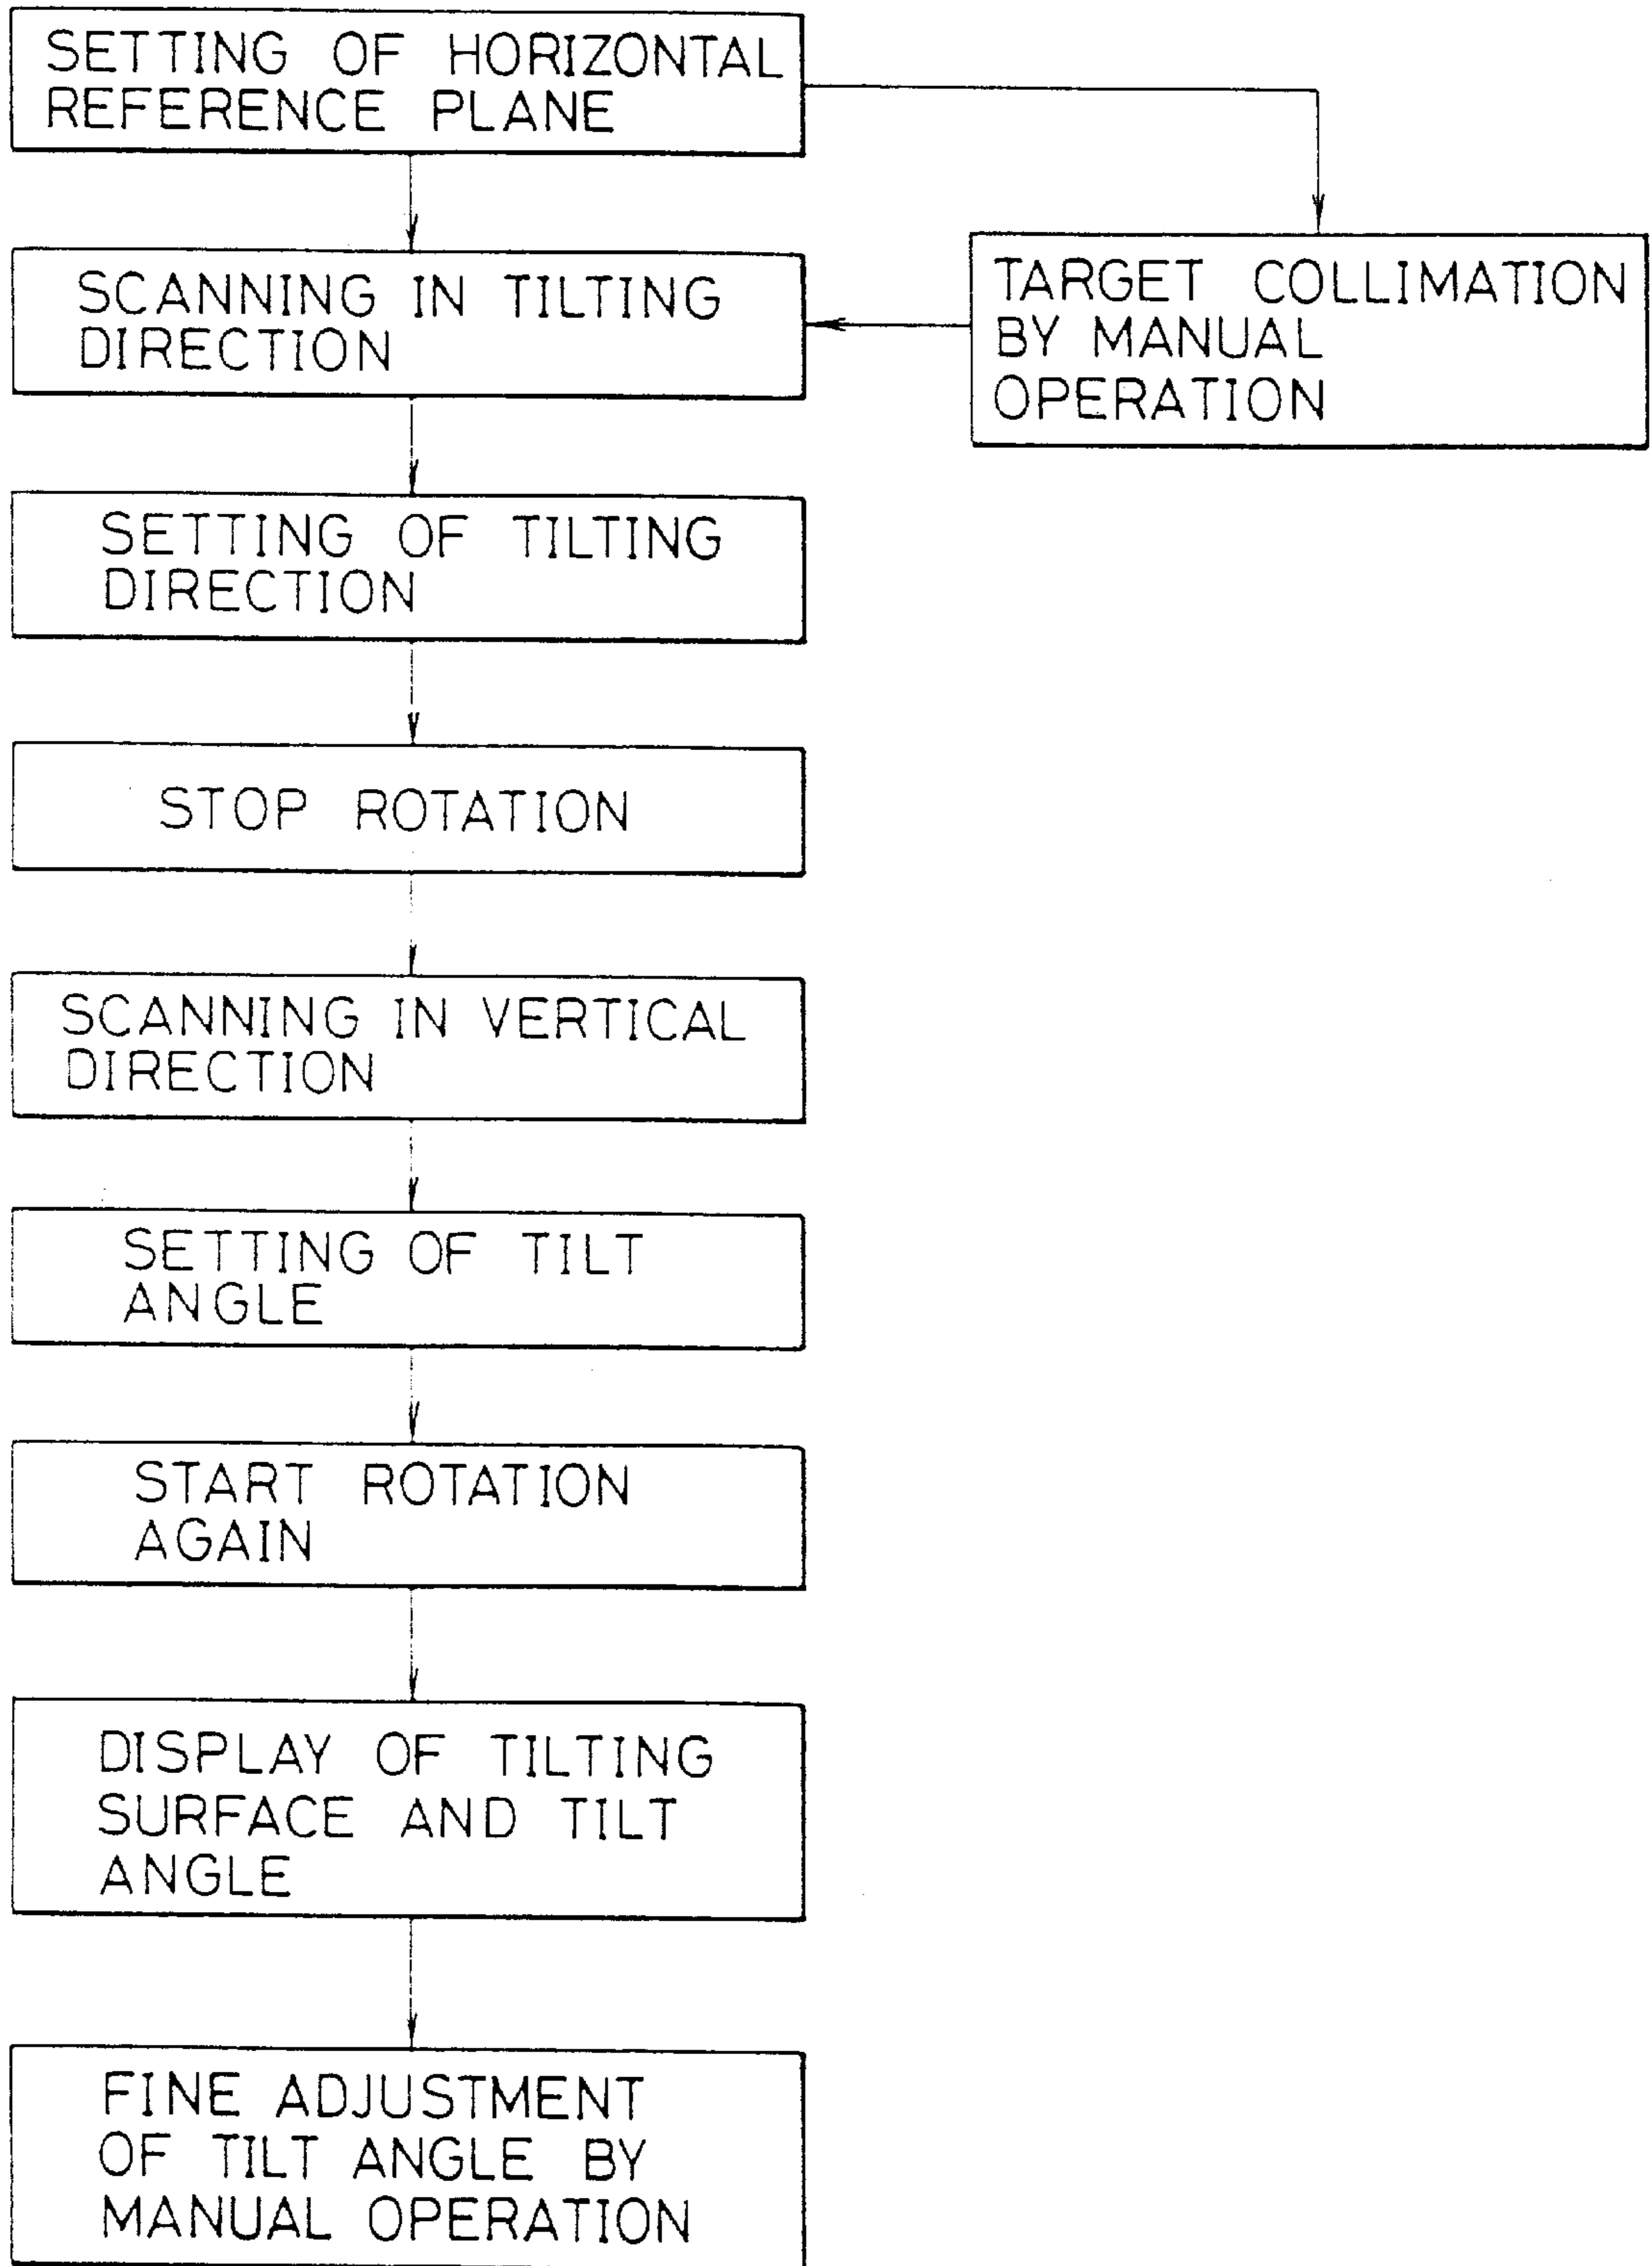 SETTING OF HORIZONTAL
REFERENCE PLANE
SCANNING IN TILTING
DIRECTION
TARGET COLLIMATION
BY MANUAL
OPERATION
SETTING OF TILTING
DIRECTION
STOP ROTATION
SCANNING IN VERTICAL
DIRECTION
SETTING OF TILT
ANGLE
START ROTATION
AGAIN
DISPLAY OF TILTING
SURFACE AND TILT
ANGLE
FINE ADJUSTMENT
OF TILT ANGLE BY
MANUAL OPERATION